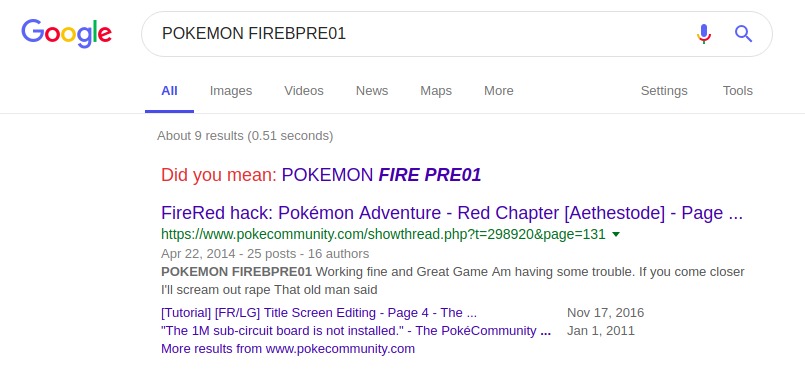 Google
POKEMON FIREBPRE01
All Images Videos News Maps More Settings Tools
About 9 results (0.51 seconds)
Did you mean: POKEMON FIRE PRE01
FireRed hack: Pokémon Adventure - Red Chapter [Aethestode] - Page ...
https://www.pokecommunity.com/showthread.php?t=298920&page=131
Apr 22, 2014 - 25 posts - 16 authors
POKEMON FIREBPRE01 Working fine and Great Game Am having some trouble. If you come closer
I'll scream out rape That old man said
[Tutorial] [FR/LG] Title Screen Editing - Page 4 - The ... Nov 17, 2016
"The 1M sub-circuit board is not installed." - The PokéCommunity ... Jan 1, 2011
More results from www.pokecommunity.com